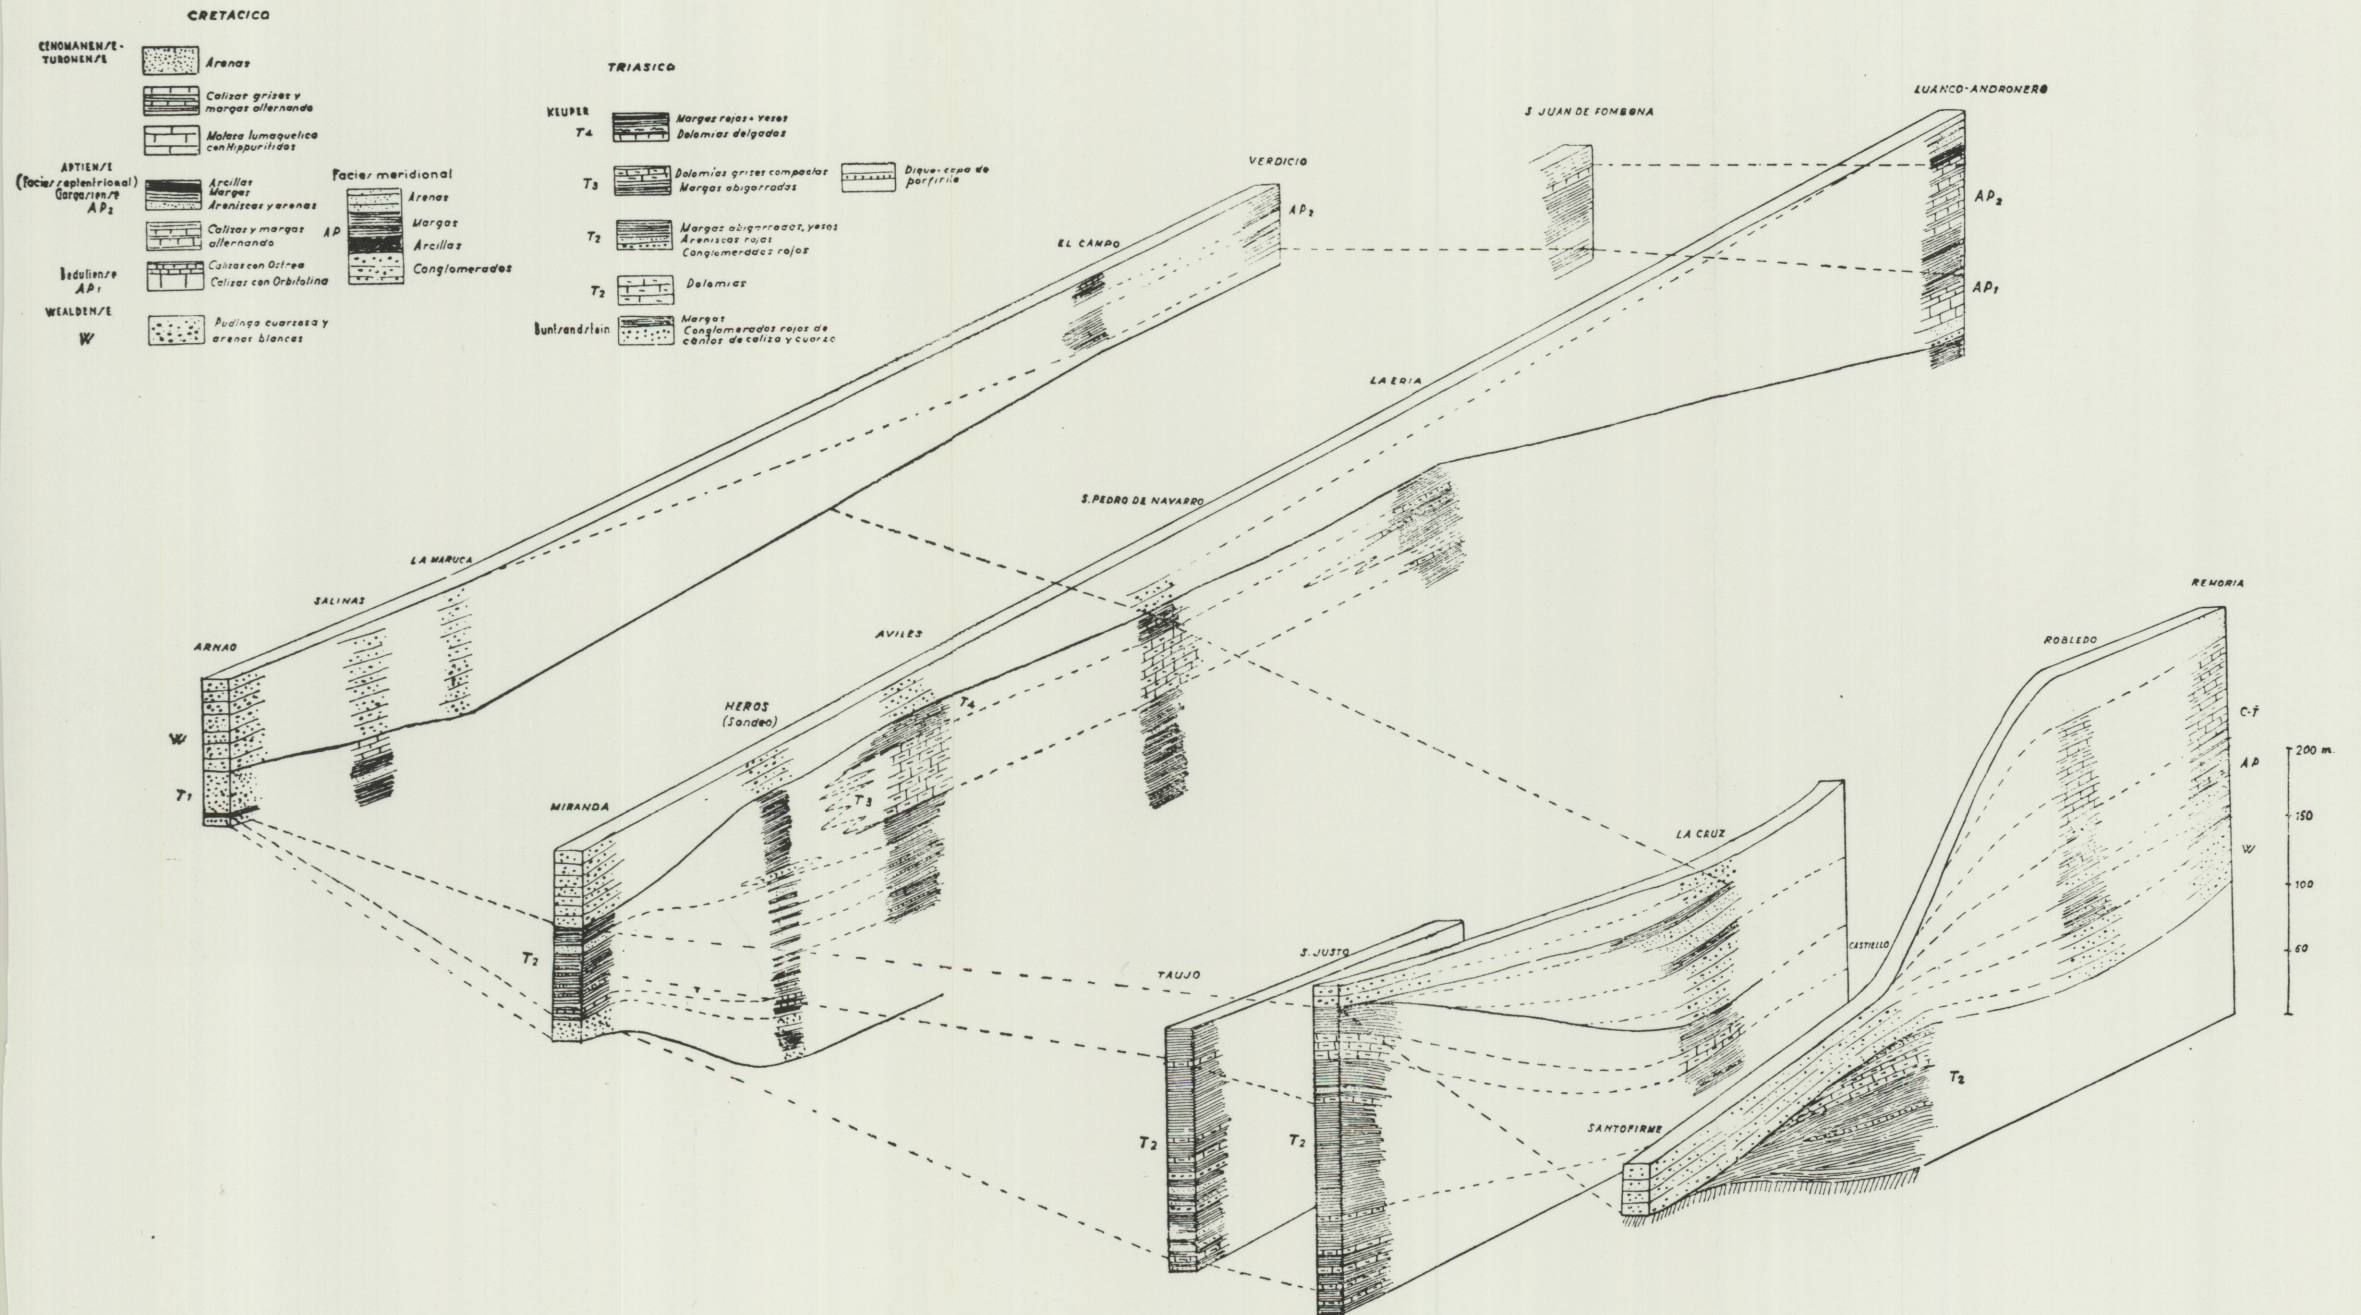 CRETACICO
CENOMANENSE-
TURONENSE
Arenas
Calizas grises y
margas alternando
Molasa lumaquelica
con Hippuritidos
APTIENSE
(Facies septentrional)
Gargasiense
AP2
Arcillas
Margas
Areniscas y arenas
Calizas y margas
alternando
Beduliense
AP1
Calizas con Ostrea
Calizas con Orbitolina
WEALDENSE
W
Pudinga cuarzosa y
arenas blancas
Facies meridional
AP
Arenas
Margas
Arcillas
Conglomerados
TRIASICO
KEUPER
T4
Margas rojas + yesos
Dolomias delgadas
T3
Dolomias grises compactas
Margas abigarradas
Dique-capa de
porfirita
T2
Margas abigarradas, yesos
Areniscas rojas
Conglomerados rojos
T2
Dolomias
Buntsandstein
Margas
Conglomerados rojos de
cantos de caliza y cuarzo
LUANCO-ANDRONERO
S. JUAN DE FOMBONA
VERDICIO
AP2
AP2
EL CAMPO
AP1
LA ERIA
S. PEDRO DE NAVARRO
LA MARUCA
SALINAS
ARNAO
AVILES
REMORIA
ROBLEDO
T4
HEROS
(Sondeo)
C-T
W
200 m.
AP
T1
T3
150
MIRANDA
LA CRUZ
W
100
CASTIELLO
50
T2
S. JUSTO
TAUJO
T2
SANTOFIRME
T2
T2